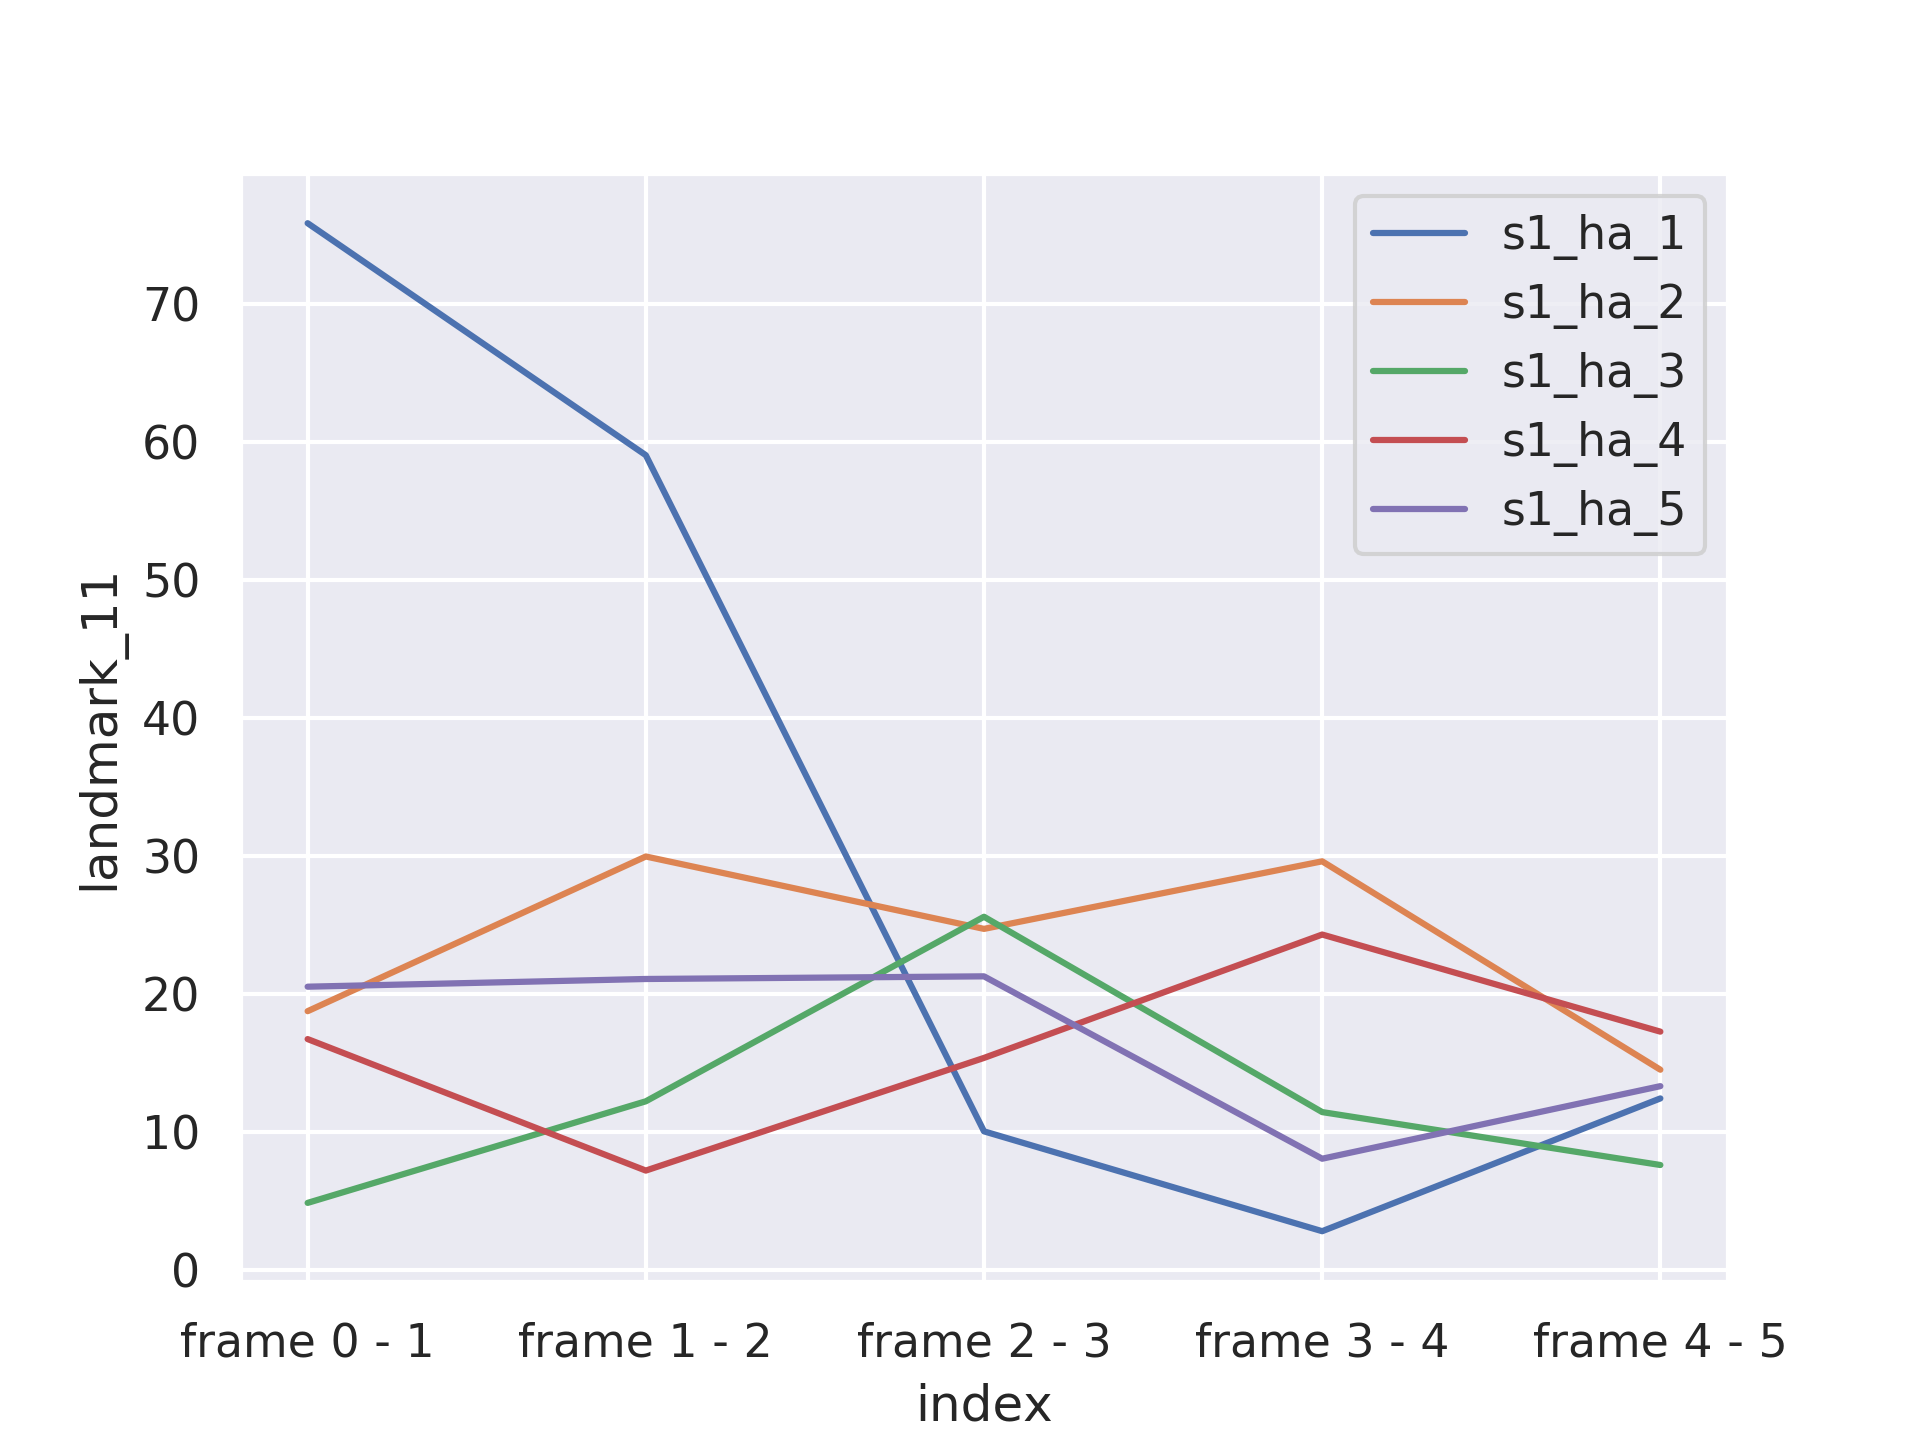 s1_ha_1
s1_ha_2
s1_ha_3
s1_ha_4
s1_ha_5
landmark_11
70
60
50
40
30
20
10
0
frame 0 - 1 frame 1 - 2 frame 2 - 3 frame 3 - 4 frame 4 - 5
index